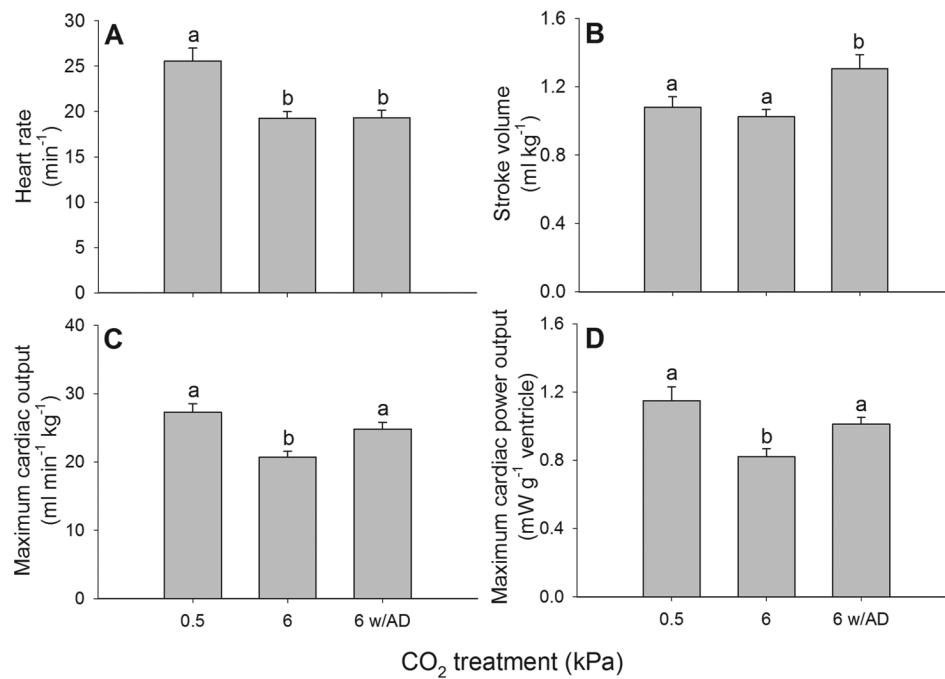 A
Heart rate
(min⁻¹)
30
25
20
15
10
5
0
a
b
b
B
Stroke volume
(ml kg⁻¹)
1.6
1.2
0.8
0.4
0.0
a
a
b
C
Maximum cardiac output
(ml min⁻¹ kg⁻¹)
40
30
20
10
0
a
b
a
0.5
6
6 w/AD
D
Maximum cardiac power output
(mW g⁻¹ ventricle)
1.6
1.2
0.8
0.4
0.0
a
b
a
0.5
6
6 w/AD
CO₂ treatment (kPa)